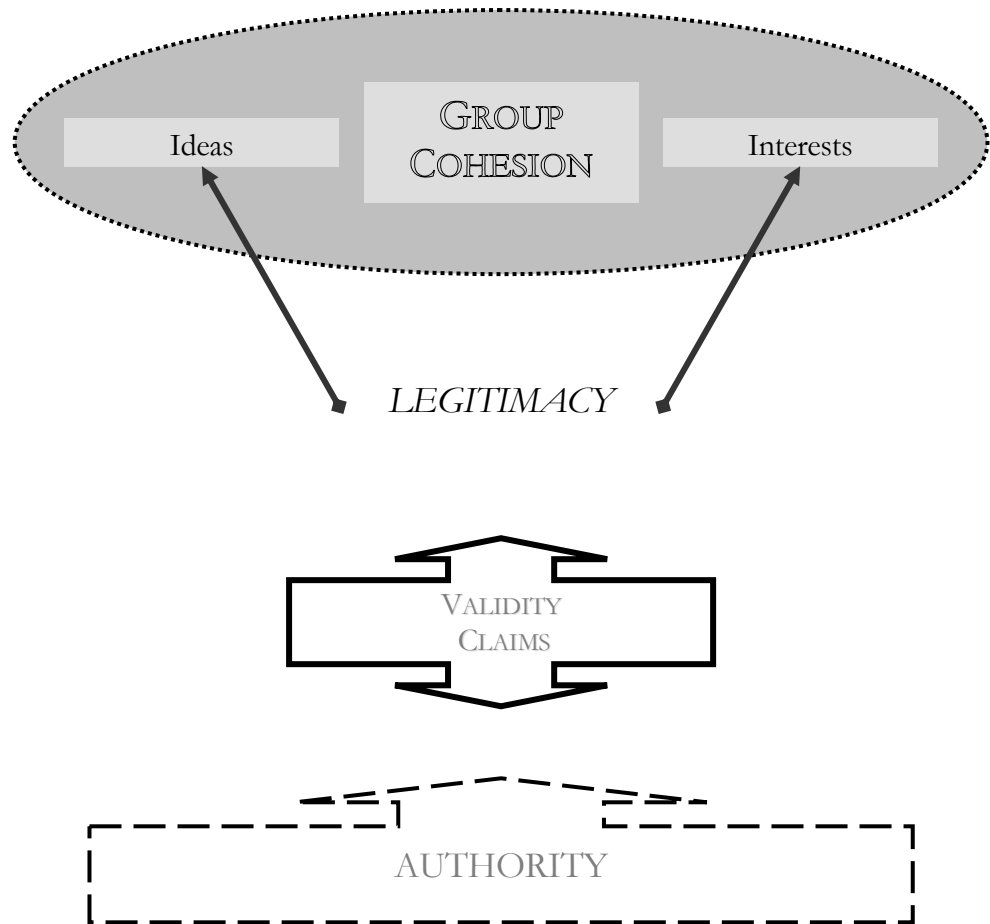 GROUP
COHESION
Ideas
Interests
LEGITIMACY
VALIDITY
CLAIMS
AUTHORITY